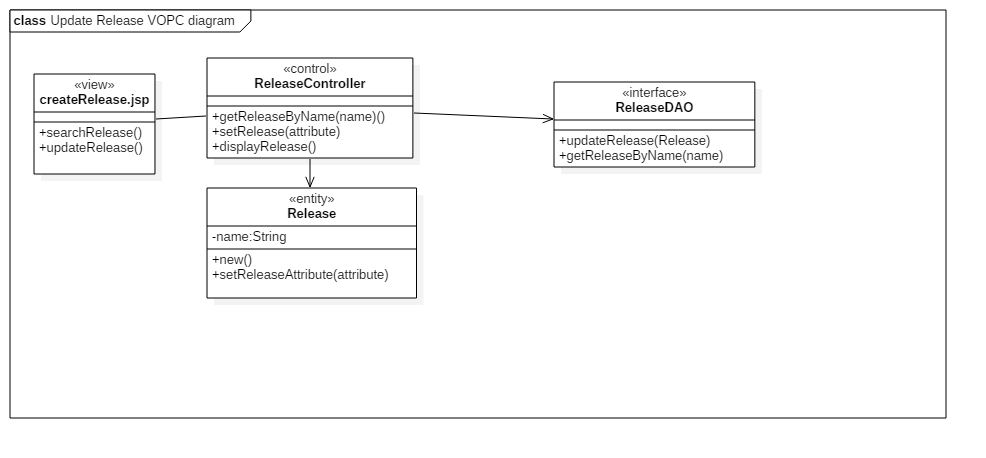 class Update Release VOPC diagram
«view»
createRelease.jsp
+searchRelease()
+updateRelease()
«control»
ReleaseController
+getReleaseByName(name)()
+setRelease(attribute)
+displayRelease()
«interface»
ReleaseDAO
+updateRelease(Release)
+getReleaseByName(name)
«entity»
Release
-name:String
+new()
+setReleaseAttribute(attribute)